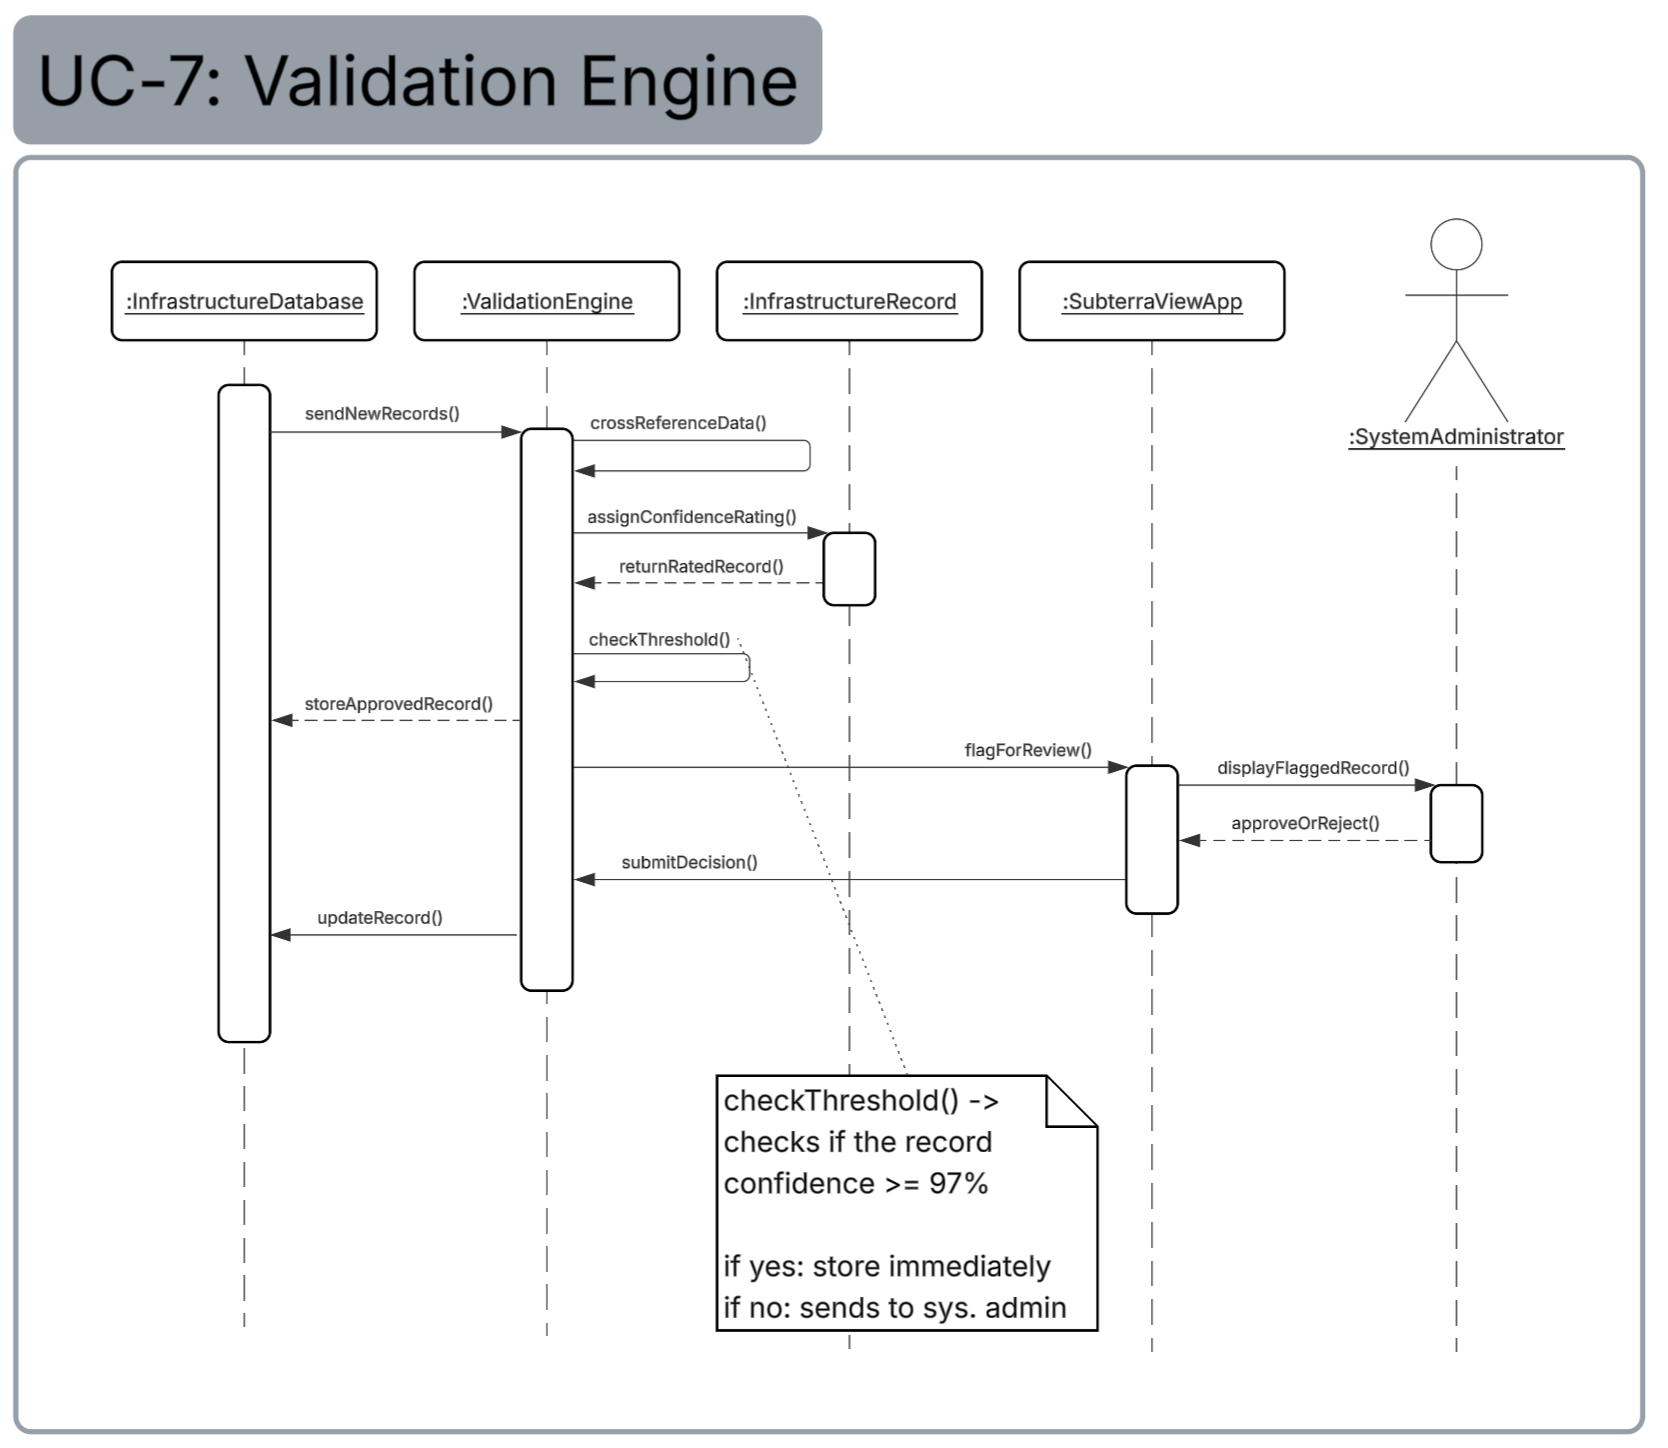 UC-7: Validation Engine
:InfrastructureDatabase
:ValidationEngine
:InfrastructureRecord
:SubterraViewApp
:SystemAdministrator
sendNewRecords()
crossReferenceData()
assignConfidenceRating()
returnRatedRecord()
checkThreshold()
storeApprovedRecord()
flagForReview()
displayFlaggedRecord()
approveOrReject()
submitDecision()
updateRecord()
checkThreshold() ->
checks if the record
confidence >= 97%
if yes: store immediately
if no: sends to sys. admin